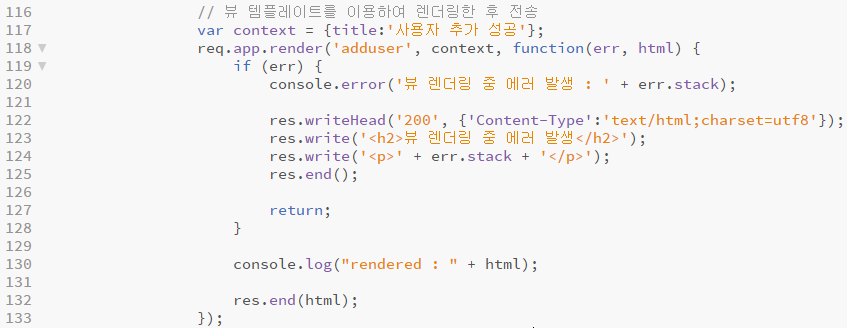 116 // 뷰 템플레이트를 이용하여 렌더링한 후 전송
117 var context = {title:'사용자 추가 성공'};
118 req.app.render('adduser', context, function(err, html) {
119 if (err) {
120 console.error('뷰 렌더링 중 에러 발생 : ' + err.stack);
121
122 res.writeHead('200', {'Content-Type':'text/html;charset=utf8'});
123 res.write('<h2>뷰 렌더링 중 에러 발생</h2>');
124 res.write('<p>' + err.stack + '</p>');
125 res.end();
126
127 return;
128 }
129
130 console.log("rendered : " + html);
131
132 res.end(html);
133 });